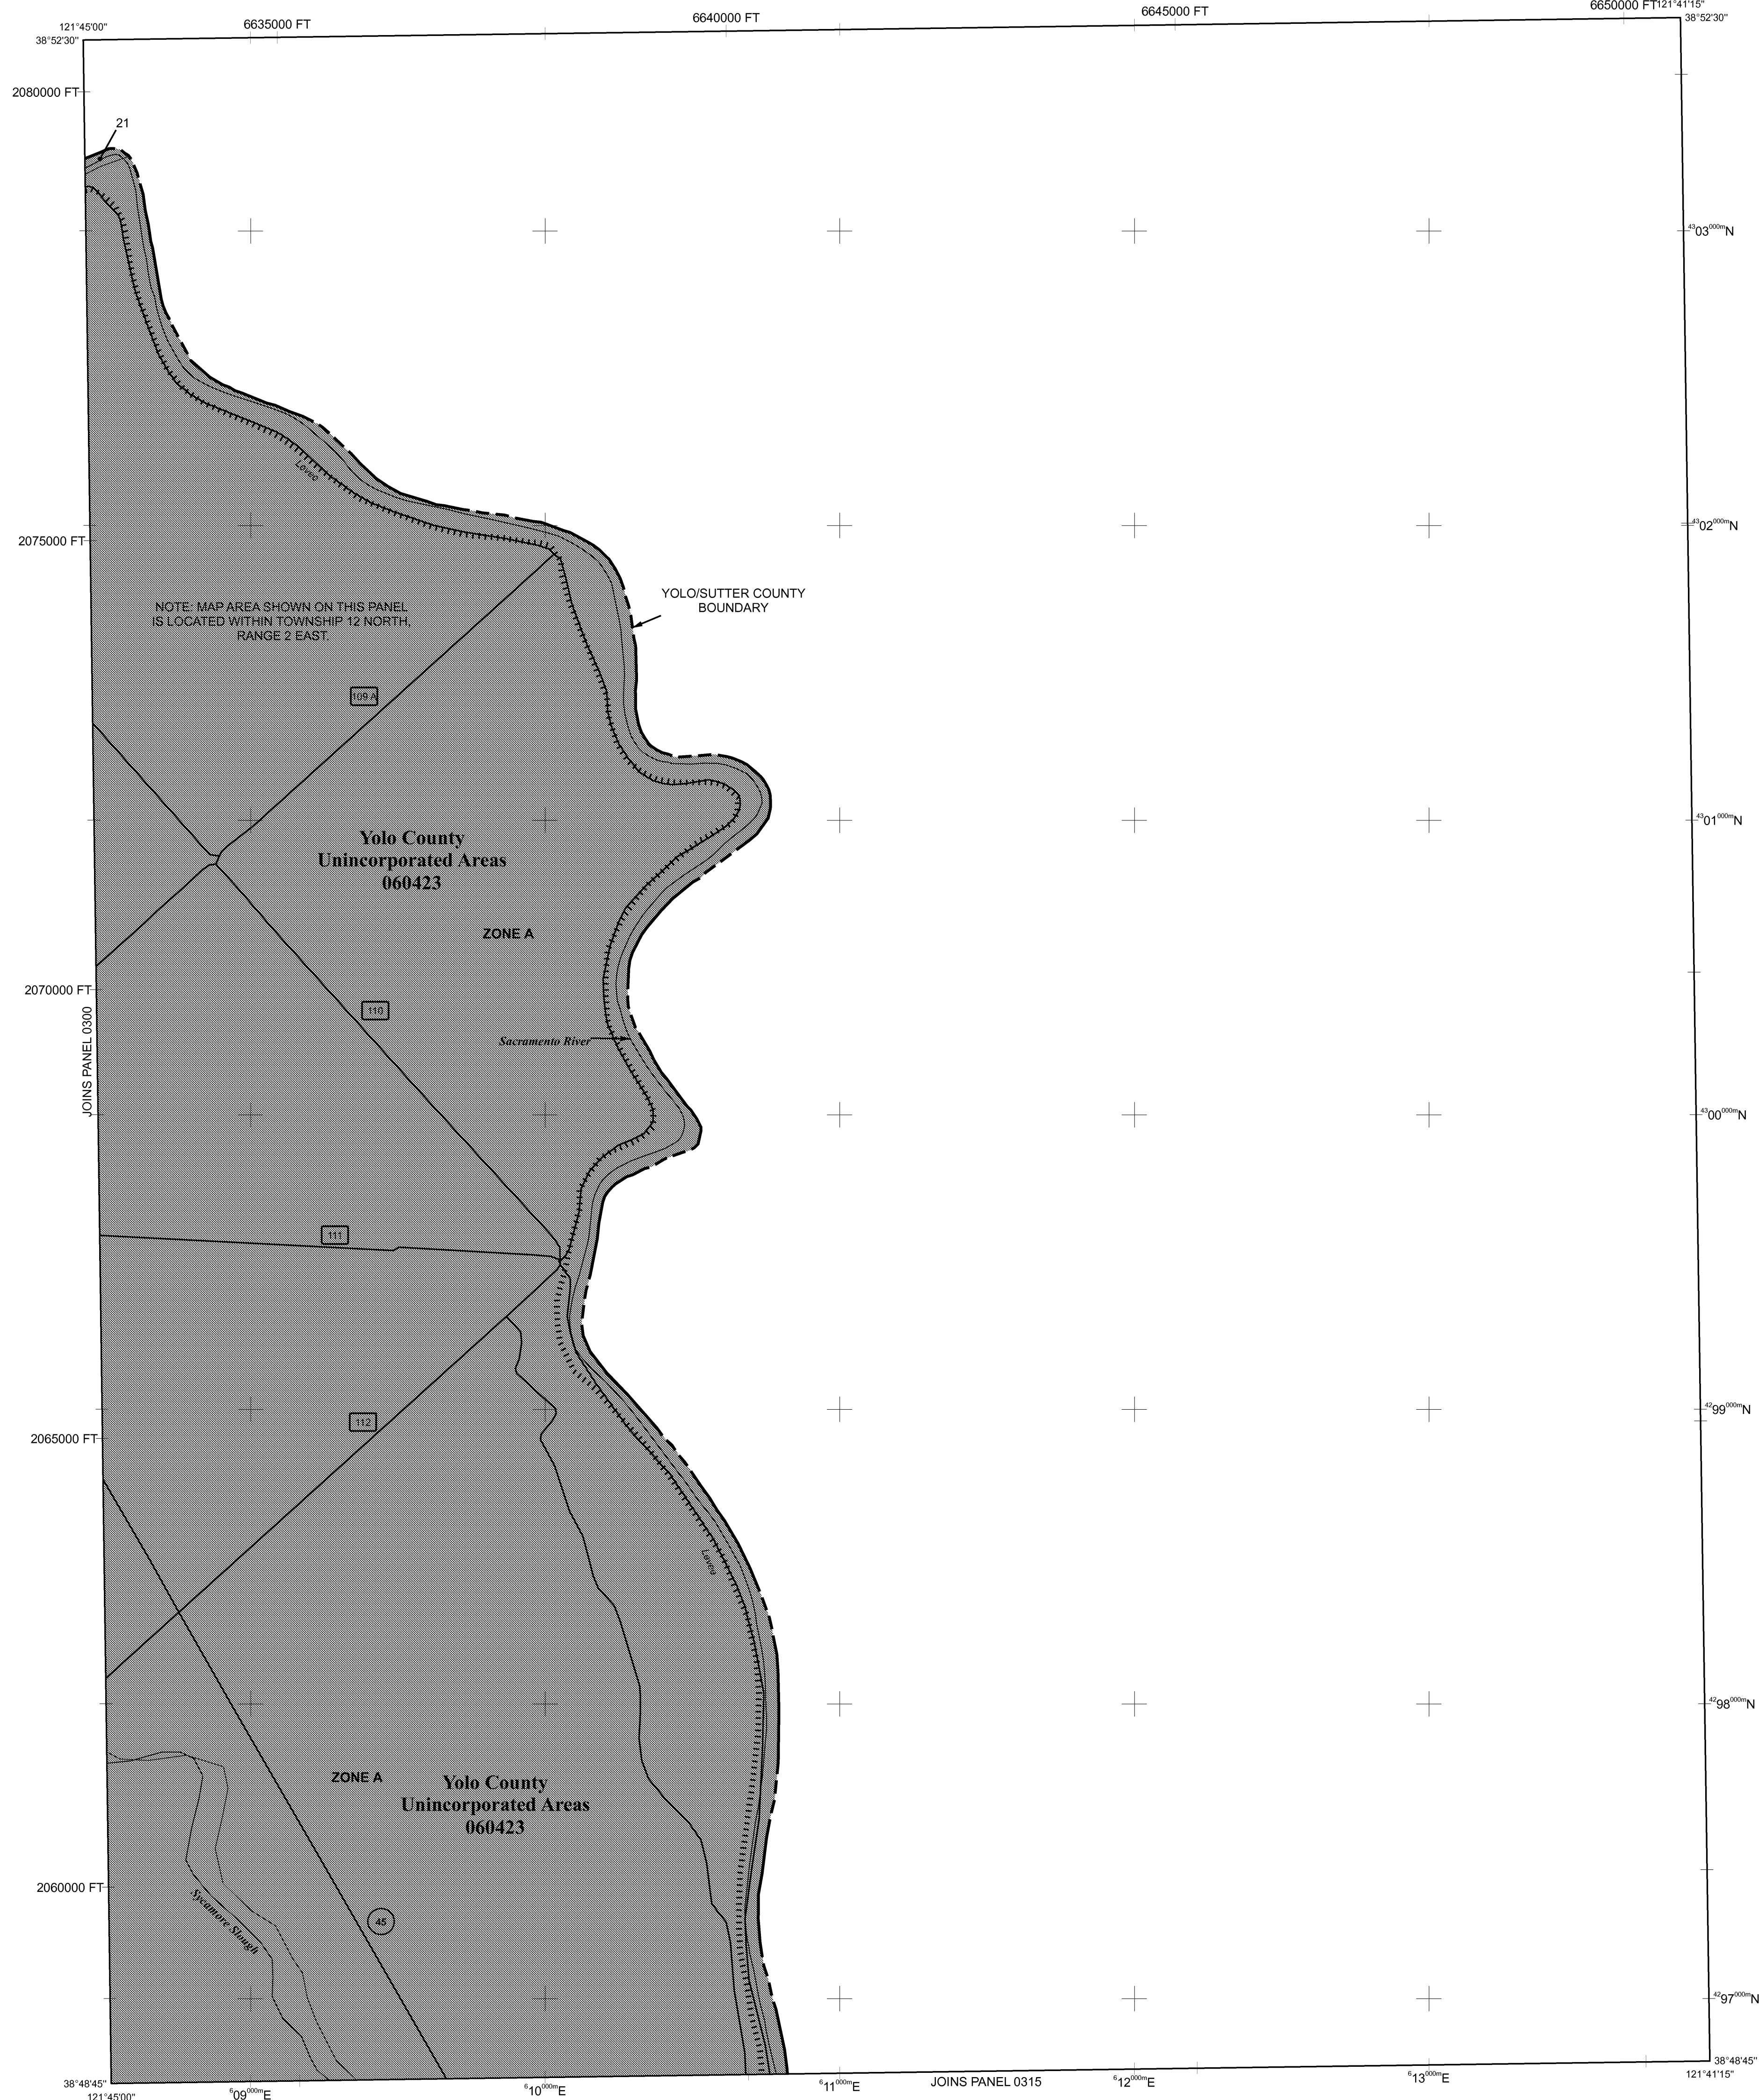 6635000 FT
6640000 FT
6645000 FT
6650000 FT
121°45'00"
38°52'30"
121°41'15"
38°52'30"
2080000 FT
21
4303000mN
4302000mN
2075000 FT
Levee
YOLO/SUTTER COUNTY
BOUNDARY
NOTE: MAP AREA SHOWN ON THIS PANEL
IS LOCATED WITHIN TOWNSHIP 12 NORTH,
RANGE 2 EAST.
109 A
4301000mN
Yolo County
Unincorporated Areas
060423
ZONE A
2070000 FT
JOINS PANEL 0300
110
Sacramento River
4300000mN
111
4299000mN
112
2065000 FT
Levee
4298000mN
ZONE A
Yolo County
Unincorporated Areas
060423
2060000 FT
Sycamore Slough
45
4297000mN
38°48'45"
121°45'00"
609000mE
610000mE
611000mE
JOINS PANEL 0315
612000mE
613000mE
38°48'45"
121°41'15"